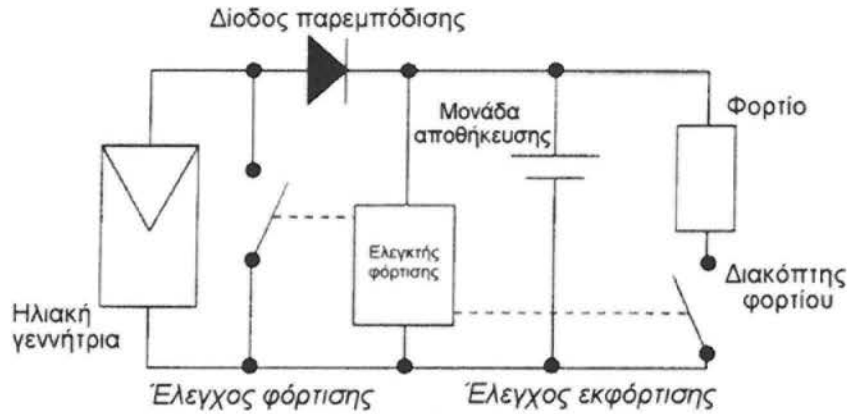 Δίοδος παρεμπόδισης
Μονάδα
αποθήκευσης
Φορτίο
Ελεγκτής
φόρτισης
Διακόπτης
φορτίου
Ηλιακή
γεννήτρια
Έλεγχος φόρτισης
Έλεγχος εκφόρτισης